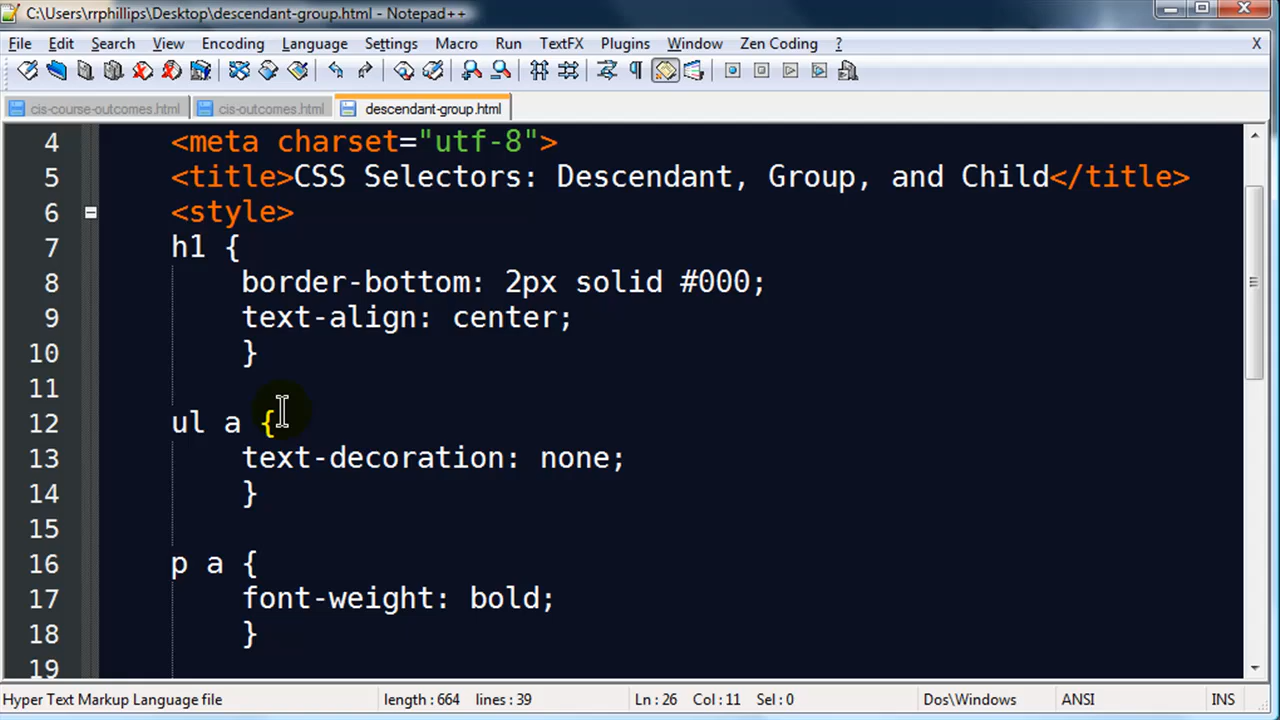 C:\Users\rrphillips\Desktop\descendant-group.html - Notepad++
File Edit Search View Encoding Language Settings Macro Run TextFX Plugins Window Zen Coding ? X
cis-course-outcomes.html cis-outcomes.html descendant-group.html
4 <meta charset="utf-8">
5 <title>CSS Selectors: Descendant, Group, and Child</title>
6 <style>
7 h1 {
8 border-bottom: 2px solid #000;
9 text-align: center;
10 }
11
12 ul a {
13 text-decoration: none;
14 }
15
16 p a {
17 font-weight: bold;
18 }
19
Hyper Text Markup Language file length : 664 lines : 39 Ln : 26 Col : 11 Sel : 0 Dos\Windows ANSI INS